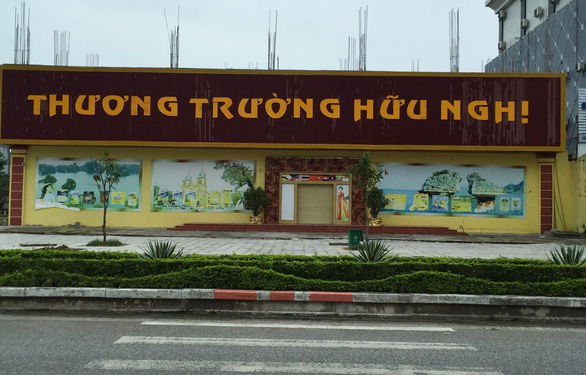 THƯƠNG TRƯỜNG HỮU NGHỊ